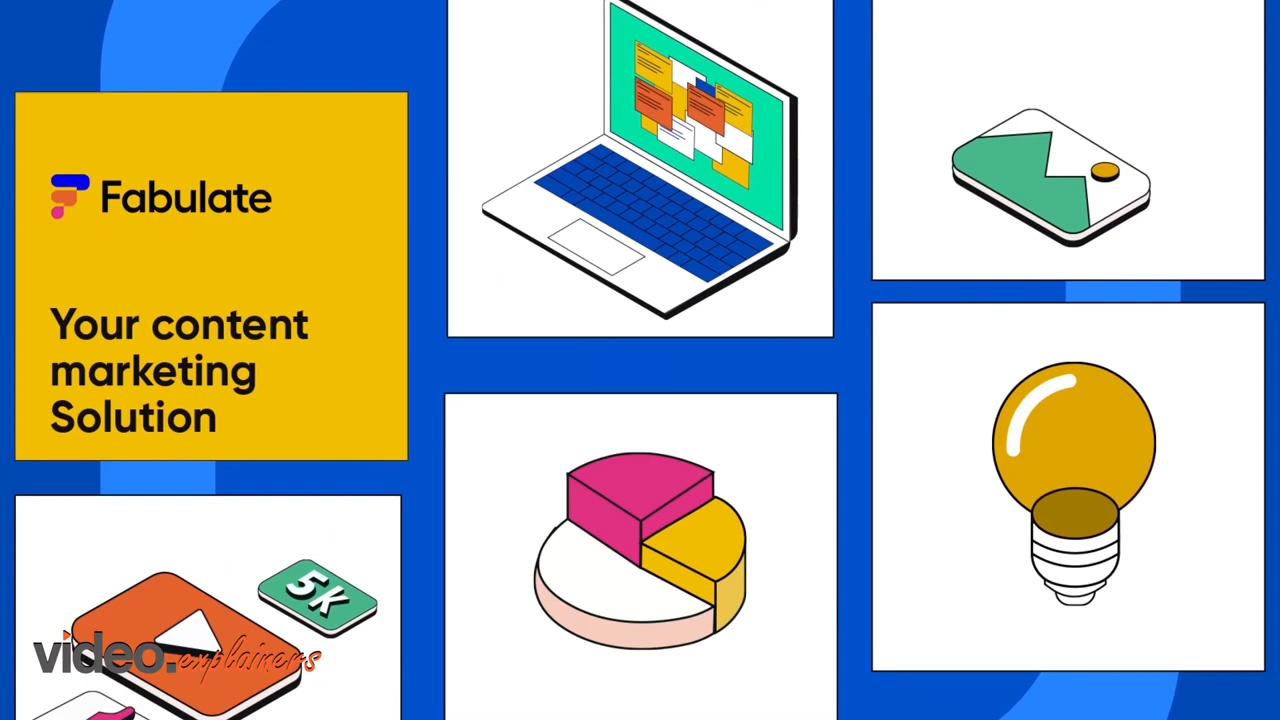 Fabulate
Your content
marketing
Solution
5K
video.explainers